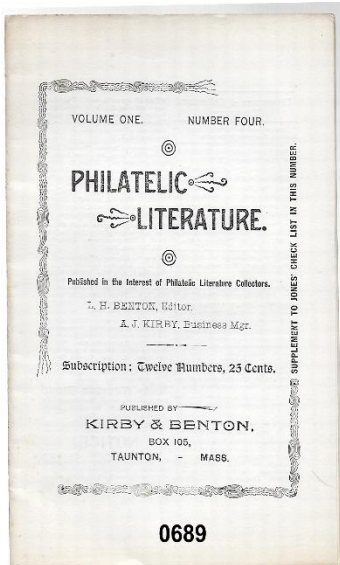 VOLUME ONE. NUMBER FOUR.
PHILATELIC
LITERATURE.
Published in the Interest of Philatelic Literature Collectors.
L. H. BENTON, Editor.
A. J. KIRBY, Business Mgr.
Subscription: Twelve Numbers, 25 Cents.
PUBLISHED BY
KIRBY & BENTON,
BOX 105,
TAUNTON, - MASS.
SUPPLEMENT TO JONES' CHECK LIST IN THIS NUMBER.
0689